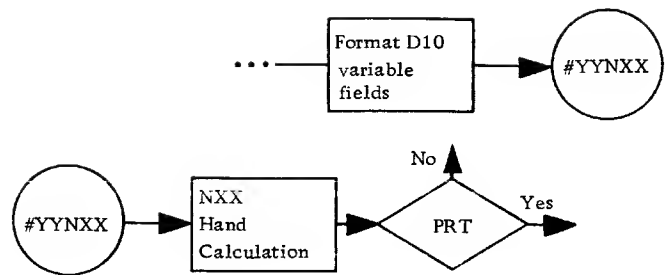 Format D10
variable
fields
#YYNXX
#YYNXX
NXX
Hand
Calculation
No
PRT
Yes